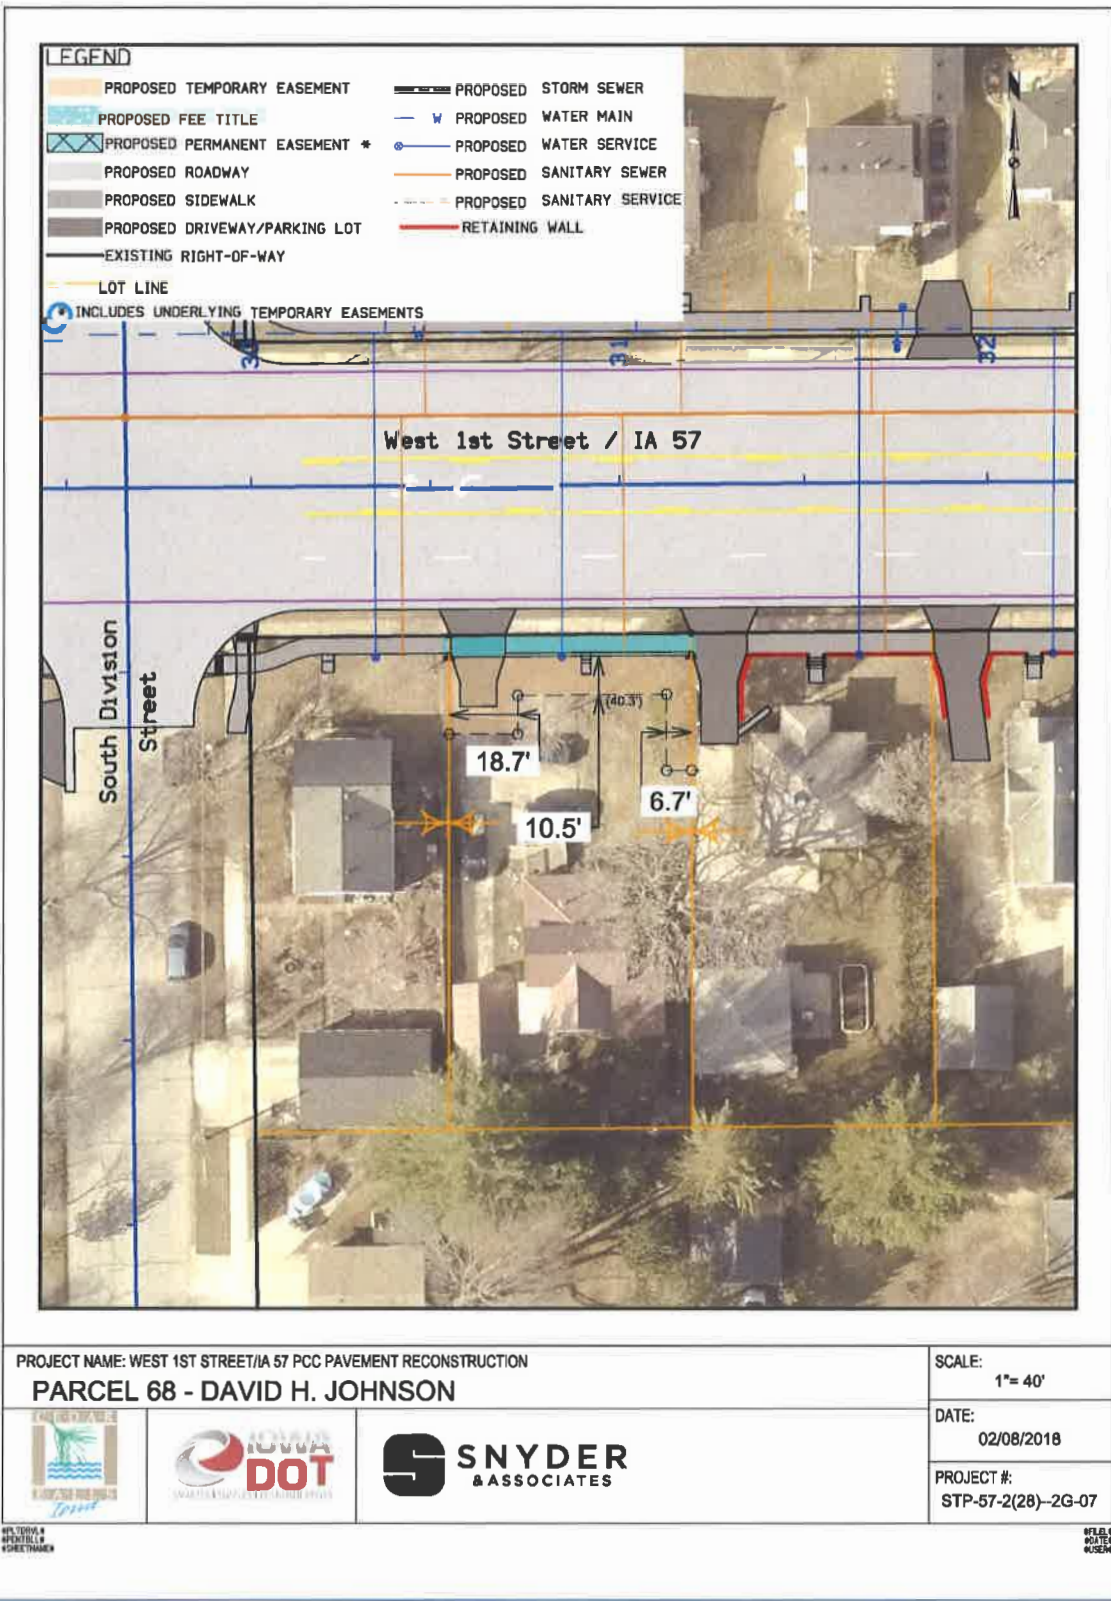 LEGEND
PROPOSED TEMPORARY EASEMENT
PROPOSED FEE TITLE
PROPOSED PERMANENT EASEMENT *
PROPOSED ROADWAY
PROPOSED SIDEWALK
PROPOSED DRIVEWAY/PARKING LOT
EXISTING RIGHT-OF-WAY
LOT LINE
* INCLUDES UNDERLYING TEMPORARY EASEMENTS
PROPOSED STORM SEWER
W PROPOSED WATER MAIN
PROPOSED WATER SERVICE
PROPOSED SANITARY SEWER
PROPOSED SANITARY SERVICE
RETAINING WALL
31
32
West 1st Street / IA 57
South Division
Street
(40.3')
18.7'
6.7'
10.5'
PROJECT NAME: WEST 1ST STREET/IA 57 PCC PAVEMENT RECONSTRUCTION
PARCEL 68 - DAVID H. JOHNSON
SCALE:
1"= 40'
DATE:
02/08/2018
PROJECT #:
STP-57-2(28)--2G-07
IOWA
DOT
SNYDER
& ASSOCIATES